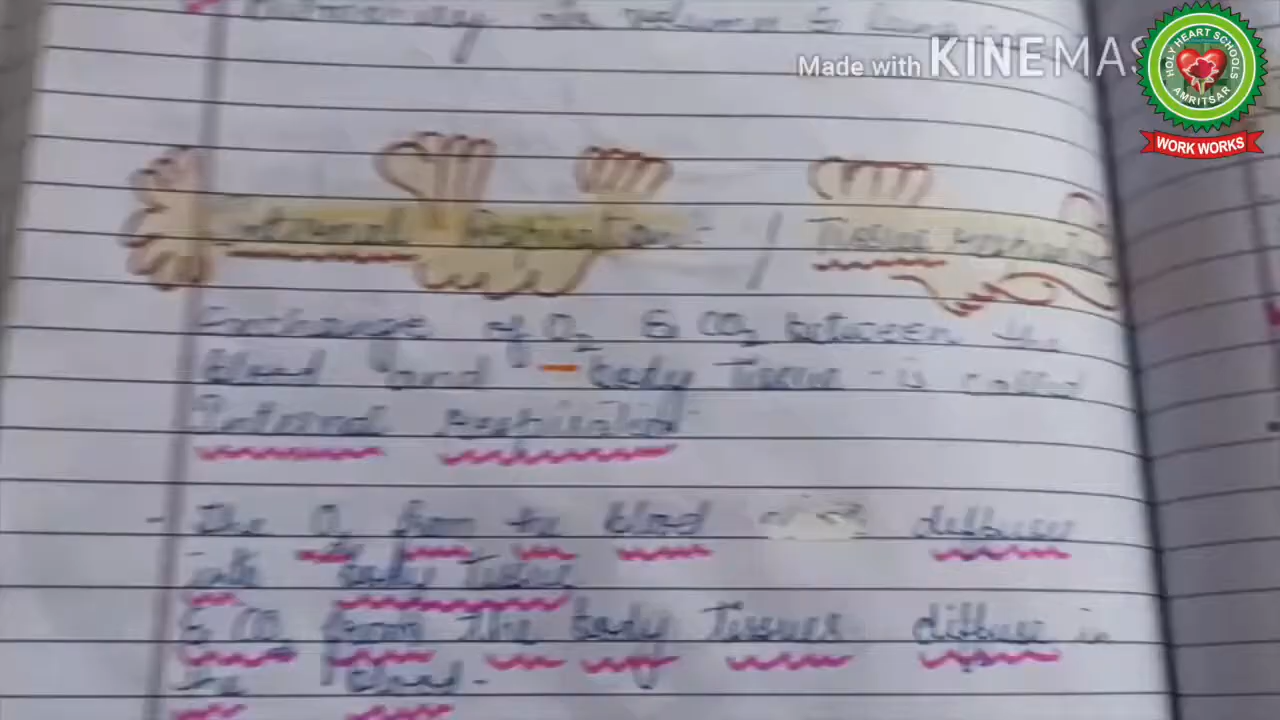 Made with KINEMAS
HOLY HEART SCHOOLS
AMRITSAR
WORK WORKS
Internal Respiration: / Tissue respirat
Exchange of O2 & CO2 between the
blood and body Tissue - is called
Internal respiration
- The O2 from the blood diffuses
into body Tissue
& CO2 from the body Tissues diffuse in
the blood.